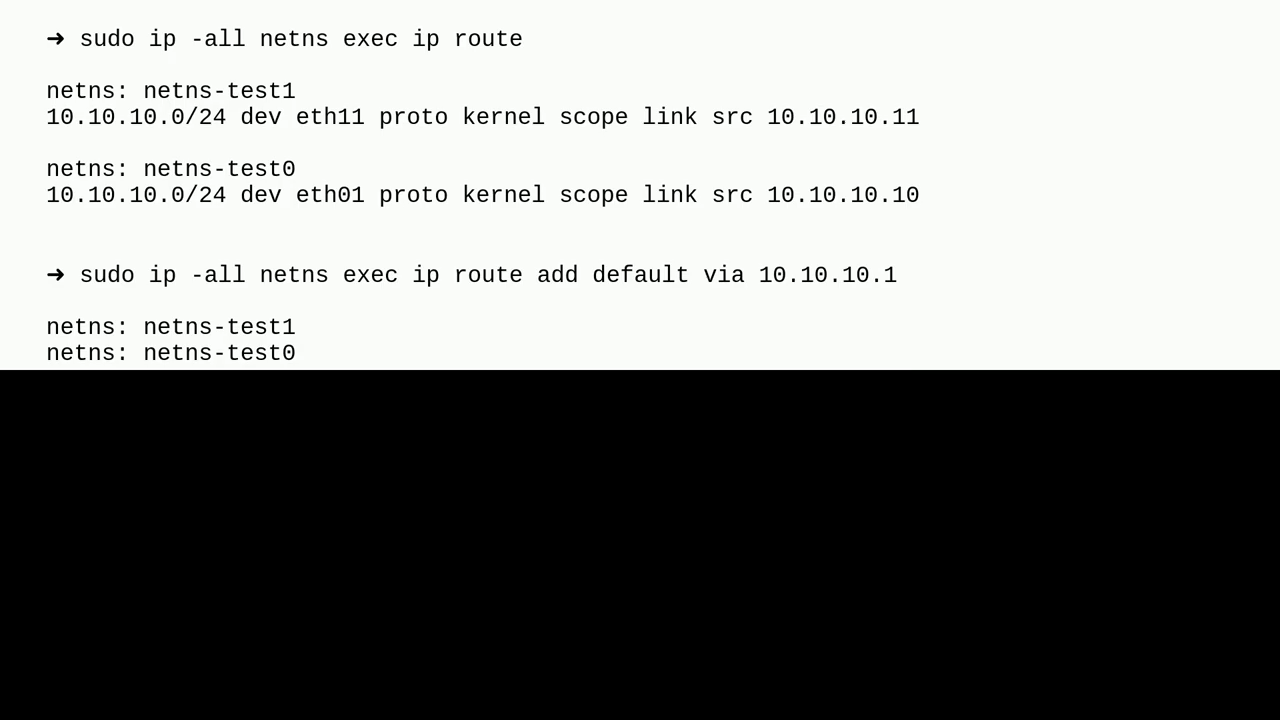 ➜ sudo ip -all netns exec ip route
netns: netns-test1
10.10.10.0/24 dev eth11 proto kernel scope link src 10.10.10.11
netns: netns-test0
10.10.10.0/24 dev eth01 proto kernel scope link src 10.10.10.10
➜ sudo ip -all netns exec ip route add default via 10.10.10.1
netns: netns-test1
netns: netns-test0